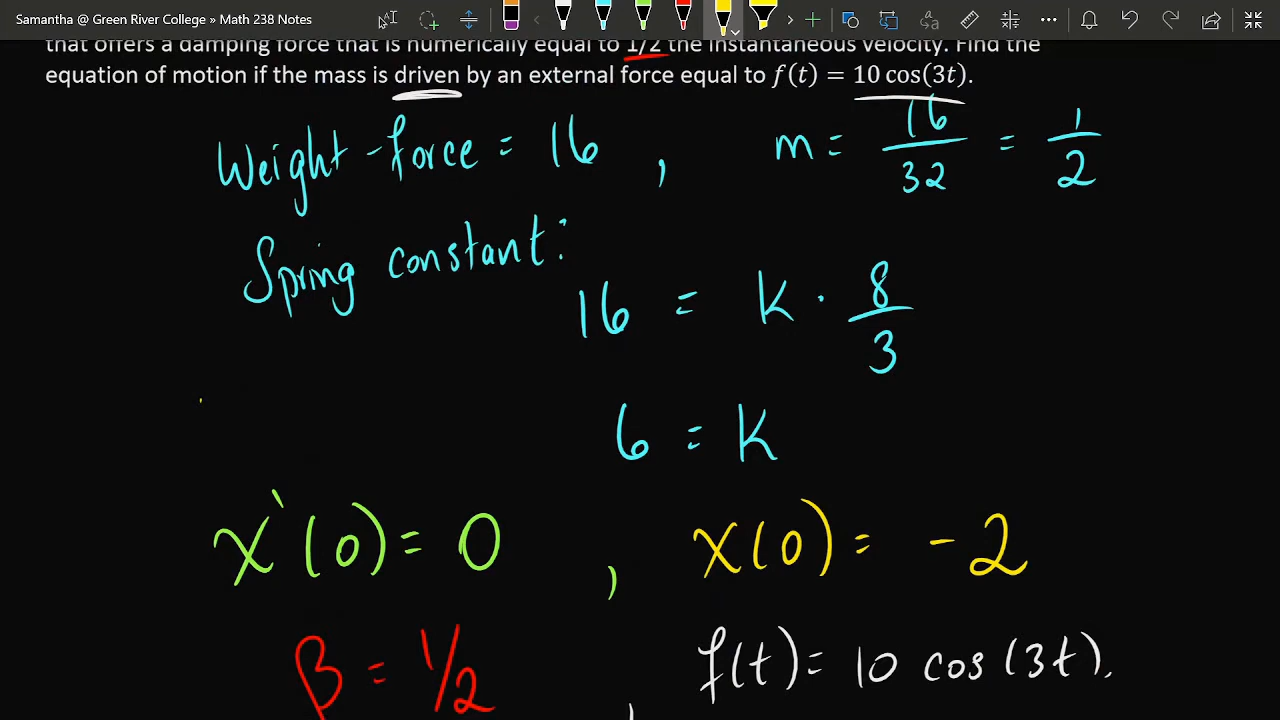 Samantha @ Green River College » Math 238 Notes
that offers a damping force that is numerically equal to 1/2 the instantaneous velocity. Find the
equation of motion if the mass is driven by an external force equal to f(t) = 10 cos(3t).
Weight-force = 16 , m = 16/32 = 1/2
Spring constant:
16 = K · 8/3
6 = K
x'(0) = 0 , x(0) = -2
β = 1/2 , f(t) = 10 cos(3t).